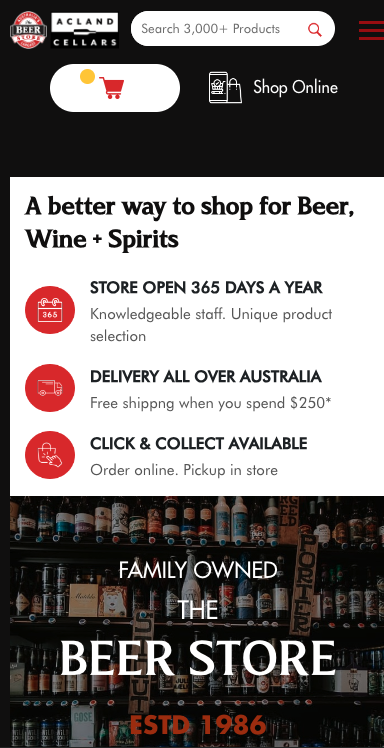 BEER
STORE
ACLAND
CELLARS
Search 3,000+ Products
Shop Online
A better way to shop for Beer,
Wine + Spirits
365
STORE OPEN 365 DAYS A YEAR
Knowledgeable staff. Unique product
selection
DELIVERY ALL OVER AUSTRALIA
Free shippng when you spend $250*
CLICK & COLLECT AVAILABLE
Order online. Pickup in store
FAMILY OWNED
THE
BEER STORE
ESTD 1986